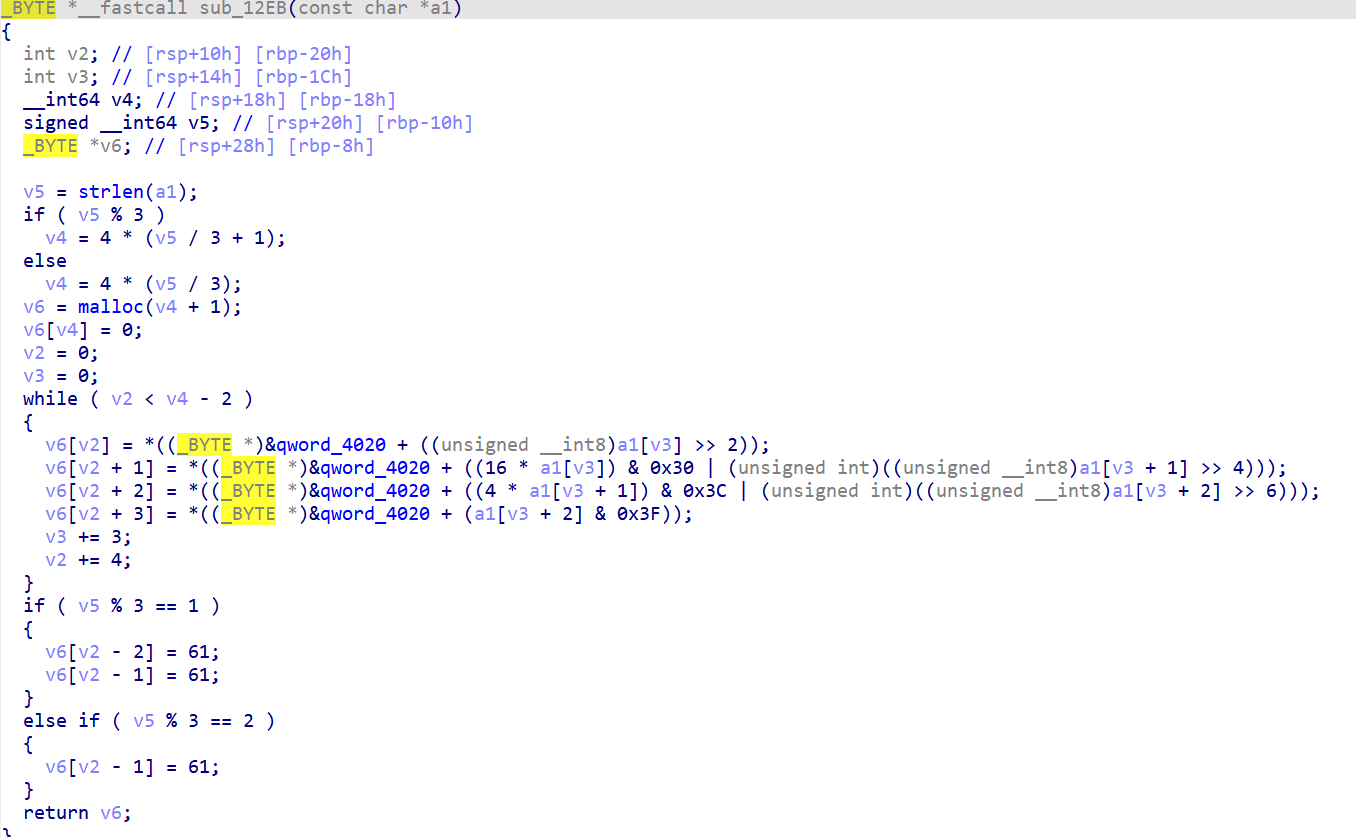 _BYTE *__fastcall sub_12EB(const char *a1)
{
  int v2; // [rsp+10h] [rbp-20h]
  int v3; // [rsp+14h] [rbp-1Ch]
  __int64 v4; // [rsp+18h] [rbp-18h]
  signed __int64 v5; // [rsp+20h] [rbp-10h]
  _BYTE *v6; // [rsp+28h] [rbp-8h]

  v5 = strlen(a1);
  if ( v5 % 3 )
    v4 = 4 * (v5 / 3 + 1);
  else
    v4 = 4 * (v5 / 3);
  v6 = malloc(v4 + 1);
  v6[v4] = 0;
  v2 = 0;
  v3 = 0;
  while ( v2 < v4 - 2 )
  {
    v6[v2] = *((_BYTE *)&qword_4020 + ((unsigned __int8)a1[v3] >> 2));
    v6[v2 + 1] = *((_BYTE *)&qword_4020 + ((16 * a1[v3]) & 0x30 | (unsigned int)((unsigned __int8)a1[v3 + 1] >> 4)));
    v6[v2 + 2] = *((_BYTE *)&qword_4020 + ((4 * a1[v3 + 1]) & 0x3C | (unsigned int)((unsigned __int8)a1[v3 + 2] >> 6)));
    v6[v2 + 3] = *((_BYTE *)&qword_4020 + (a1[v3 + 2] & 0x3F));
    v3 += 3;
    v2 += 4;
  }
  if ( v5 % 3 == 1 )
  {
    v6[v2 - 2] = 61;
    v6[v2 - 1] = 61;
  }
  else if ( v5 % 3 == 2 )
  {
    v6[v2 - 1] = 61;
  }
  return v6;
}